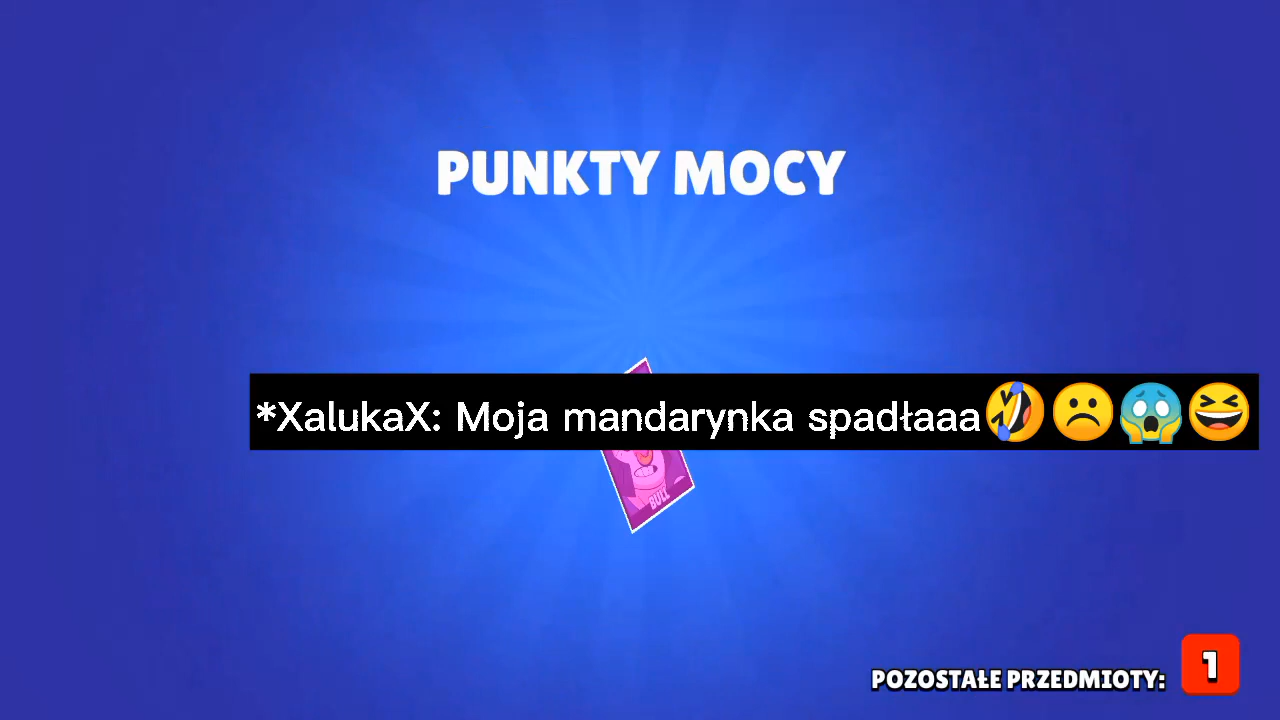 PUNKTY MOCY
*XalukaX: Moja mandarynka spadłaaa🤣☹️😱😆
BULL
POZOSTAŁE PRZEDMIOTY: 1